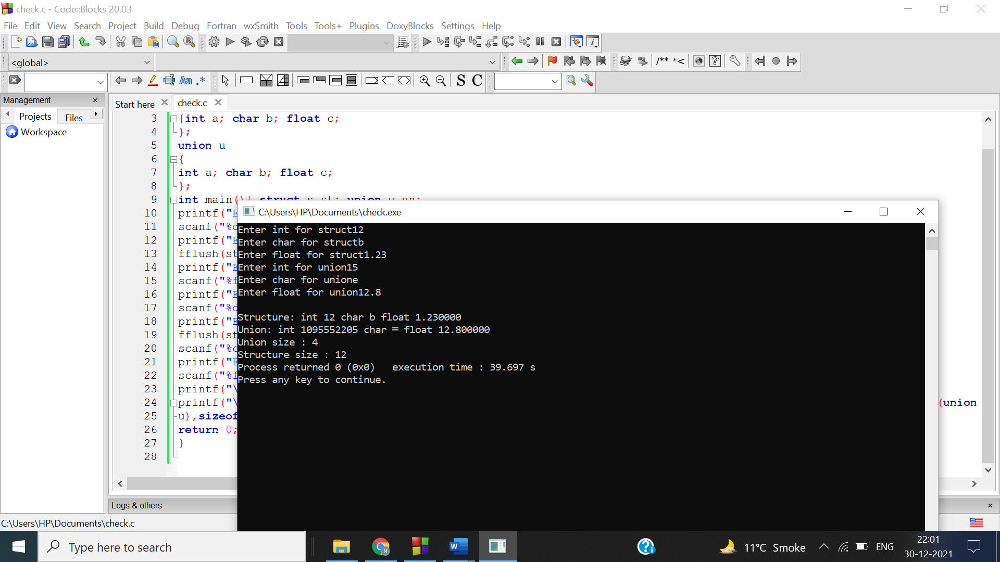 check.c - Code::Blocks 20.03
File Edit View Search Project Build Debug Fortran wxSmith Tools Tools+ Plugins DoxyBlocks Settings Help
<global>
/** *<
Aa .* S C
Management
Start here check.c
Projects Files
Workspace
3 {int a; char b; float c;
4 };
5 union u
6 {
7 int a; char b; float c;
8 };
9 int main(){ struct s st; union u un;
10 printf("E
11 scanf("%d
12 printf("E
13 fflush(st
14 printf("E
15 scanf("%f
16 printf("E
17 scanf("%d
18 printf("E
19 fflush(st
20 scanf("%c
21 printf("E
22 scanf("%f
23 printf("\
24 printf("\ (union
25 u),sizeof
26 return 0;
27 }
28
C:\Users\HP\Documents\check.exe
Enter int for struct12
Enter char for structb
Enter float for struct1.23
Enter int for union15
Enter char for unione
Enter float for union12.8
Structure: int 12 char b float 1.230000
Union: int 1095552205 char = float 12.800000
Union size : 4
Structure size : 12
Process returned 0 (0x0) execution time : 39.697 s
Press any key to continue.
Logs & others
C:\Users\HP\Documents\check.c
Type here to search
11°C Smoke
ENG
22:01
30-12-2021